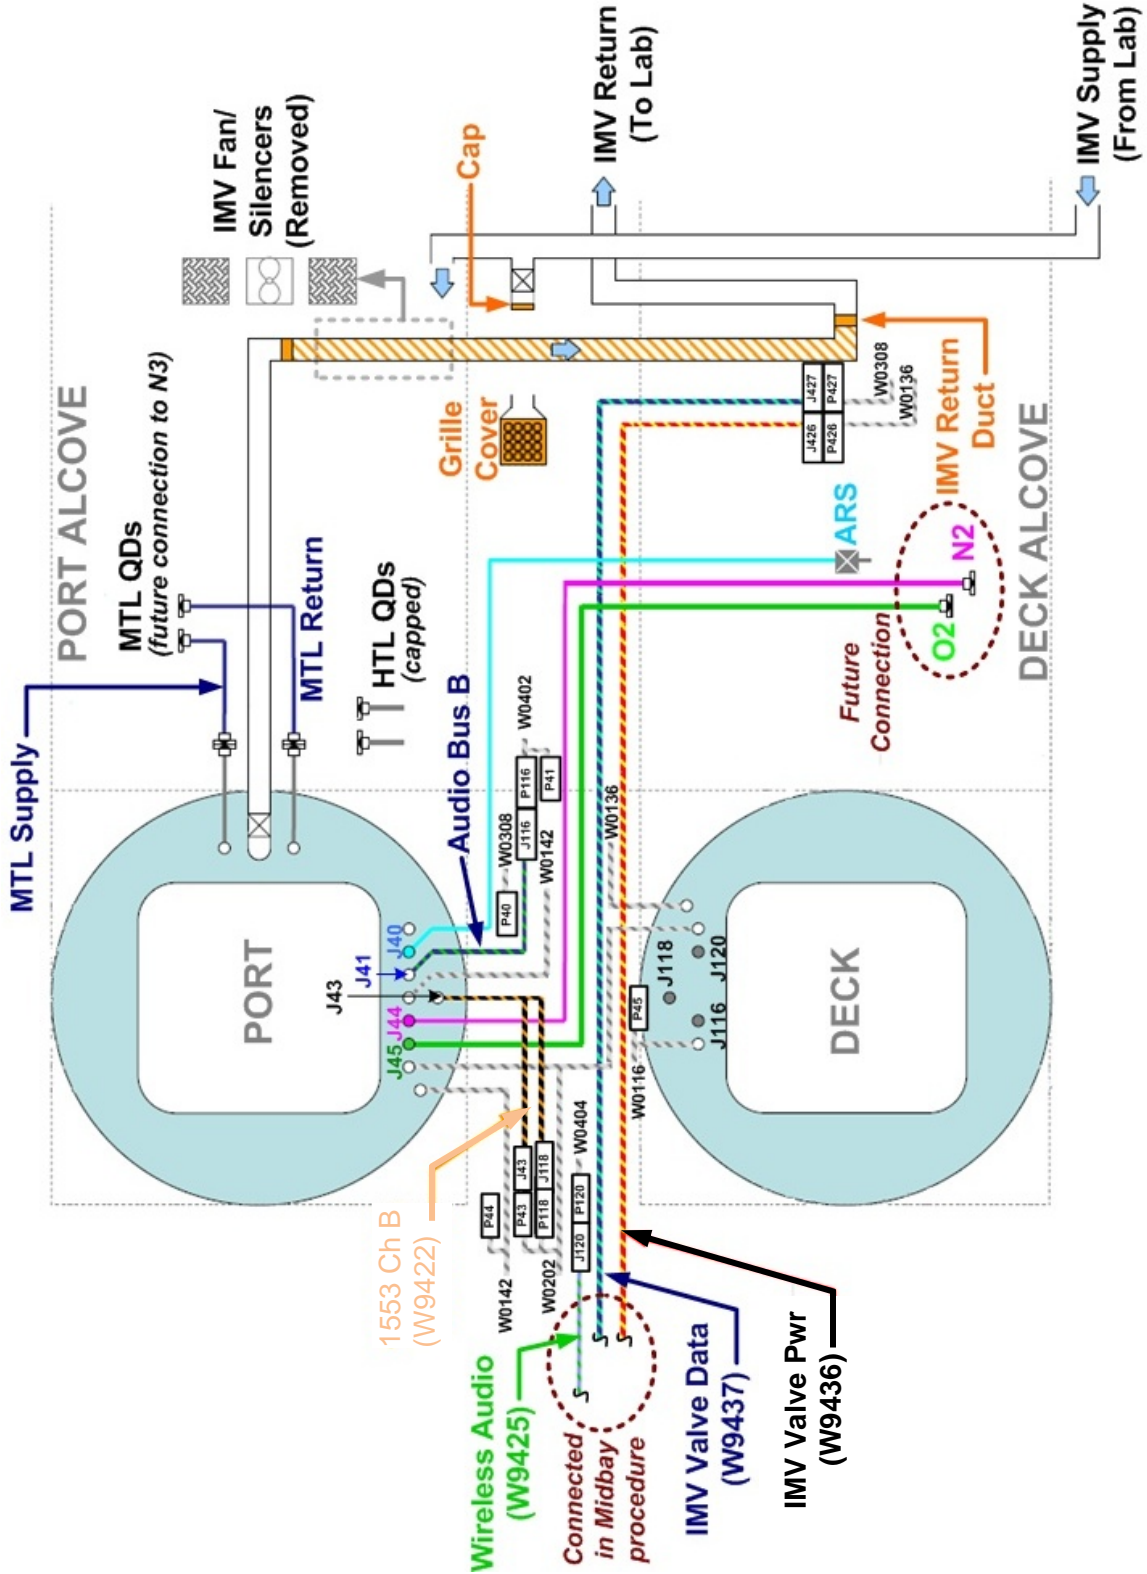 IMV Return
(To Lab)
IMV Supply
(From Lab)
IMV Fan/
Silencers
(Removed)
Cap
PORT ALCOVE
MTL QDs
(future connection to N3)
MTL Return
MTL Supply
HTL QDs
(capped)
Grille
Cover
IMV Return
Duct
DECK ALCOVE
ARS
N2
O2
Future
Connection
J427
P427
J426
P426
W0308
W0136
Audio Bus B
W0402
P116
J116
P41
W0308
P40
W0142
W0136
PORT
J40
J41
J43
J44
J45
DECK
J118
J120
J116
P45
W0116
1553 Ch B
(W9422)
P44
W0142
J43
P43
J118
P118
W0202
W0404
P120
J120
Wireless Audio
(W9425)
Connected
in Midbay
procedure
IMV Valve Data
(W9437)
IMV Valve Pwr
(W9436)